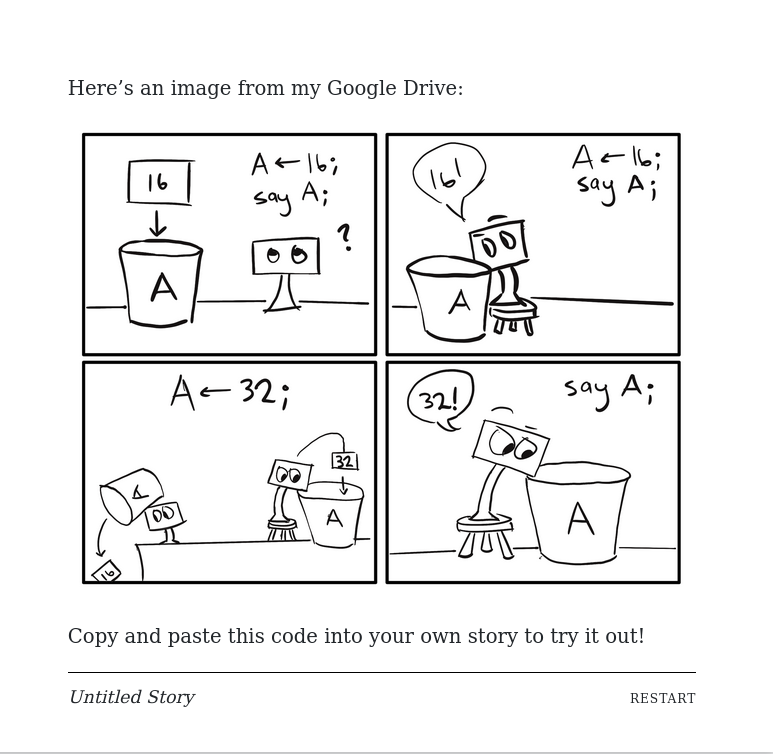 Here’s an image from my Google Drive:
16
A ← 16;
say A;
?
A
16!
A ← 16;
say A;
A
A ← 32;
A
16
32
A
32!
say A;
A
Copy and paste this code into your own story to try it out!
Untitled Story
RESTART